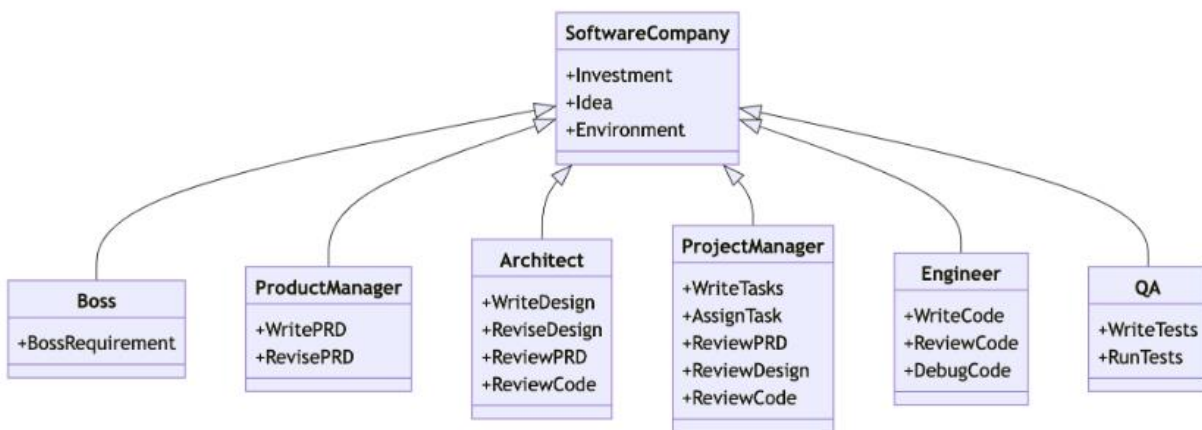 SoftwareCompany
+Investment
+Idea
+Environment
Boss
+BossRequirement
ProductManager
+WritePRD
+RevisePRD
Architect
+WriteDesign
+ReviseDesign
+ReviewPRD
+ReviewCode
ProjectManager
+WriteTasks
+AssignTask
+ReviewPRD
+ReviewDesign
+ReviewCode
Engineer
+WriteCode
+ReviewCode
+DebugCode
QA
+WriteTests
+RunTests